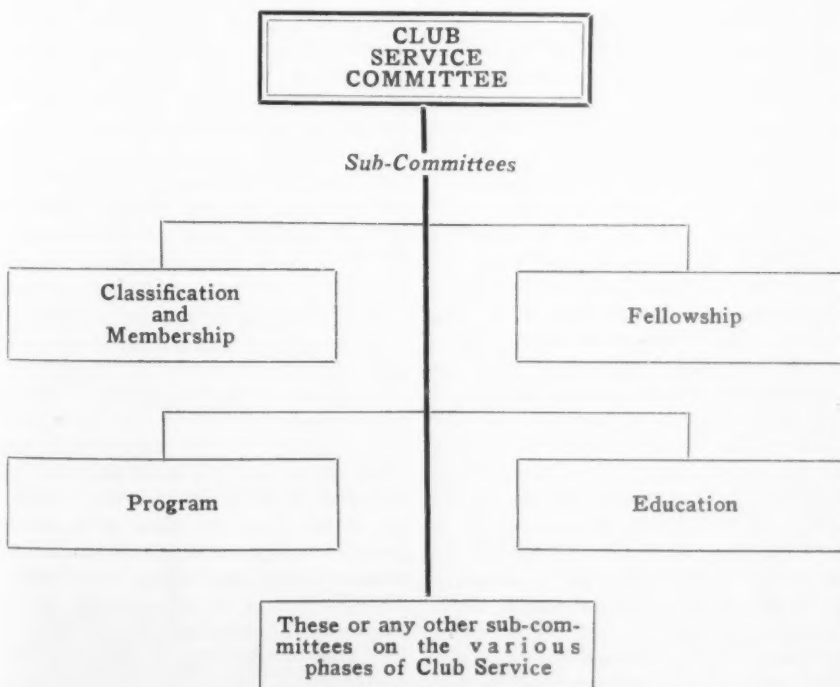 CLUB
SERVICE
COMMITTEE
Sub-Committees
Classification
and
Membership
Fellowship
Program
Education
These or any other sub-com-
mittees on the various
phases of Club Service